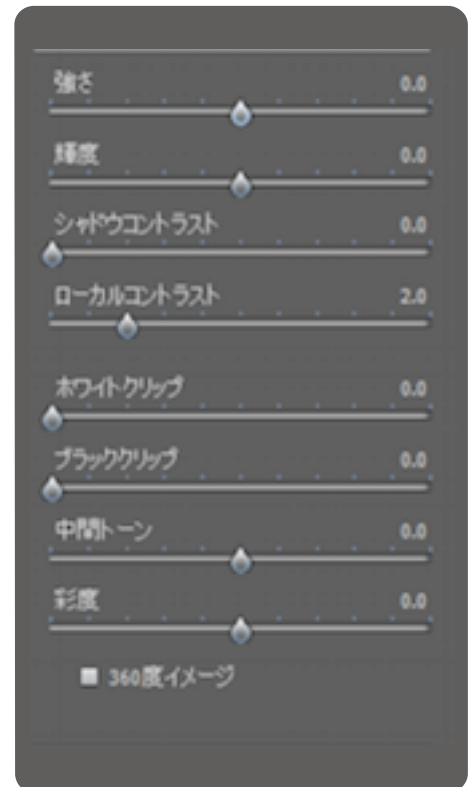 強さ 0.0
輝度 0.0
シャドウコントラスト 0.0
ローカルコントラスト 2.0
ホワイトクリップ 0.0
ブラッククリップ 0.0
中間トーン 0.0
彩度 0.0
360度イメージ